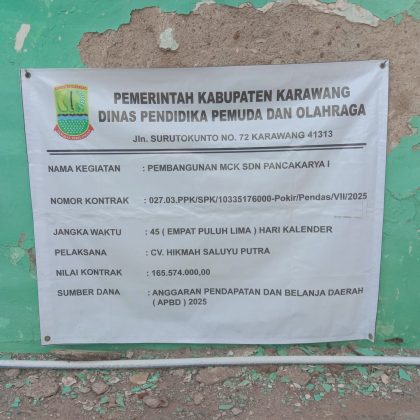 PEMERINTAH KABUPATEN KARAWANG
DINAS PENDIDIKA PEMUDA DAN OLAHRAGA
Jln. SURUTOKUNTO NO. 72 KARAWANG 41313
NAMA KEGIATAN : PEMBANGUNAN MCK SDN PANCAKARYA I
NOMOR KONTRAK : 027.03.PPK/SPK/10335176000-Pokir/Pendas/VII/2025
JANGKA WAKTU : 45 ( EMPAT PULUH LIMA ) HARI KALENDER
PELAKSANA : CV. HIKMAH SALUYU PUTRA
NILAI KONTRAK : 165.574.000,00
SUMBER DANA : ANGGARAN PENDAPATAN DAN BELANJA DAERAH
( APBD ) 2025